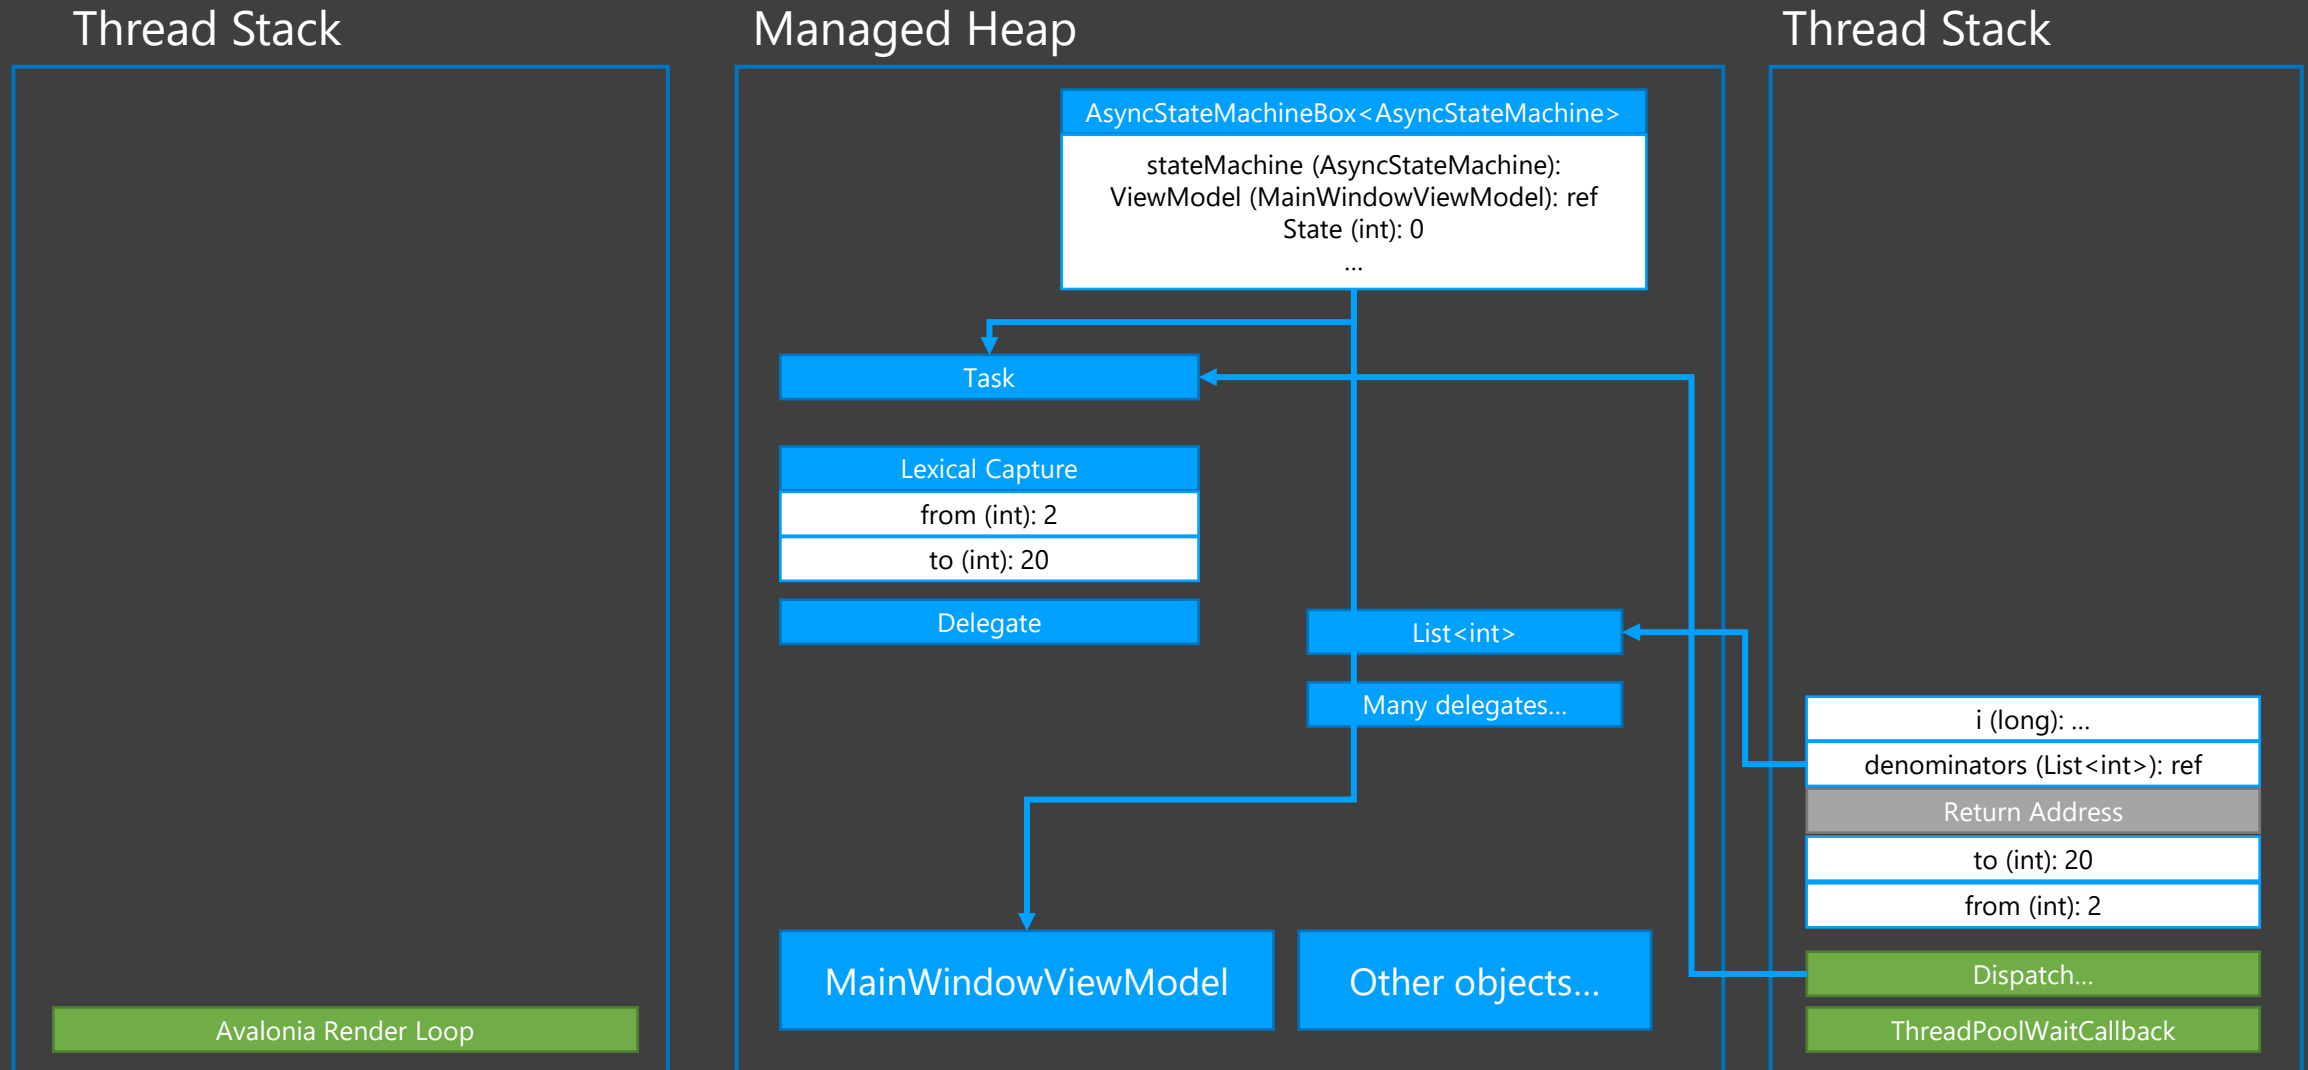 Thread Stack
Avalonia Render Loop
Managed Heap
AsyncStateMachineBox<AsyncStateMachine>
stateMachine (AsyncStateMachine):
ViewModel (MainWindowViewModel): ref
State (int): 0
...
Task
Lexical Capture
from (int): 2
to (int): 20
Delegate
List<int>
Many delegates...
MainWindowViewModel
Other objects...
Thread Stack
i (long): ...
denominators (List<int>): ref
Return Address
to (int): 20
from (int): 2
Dispatch...
ThreadPoolWaitCallback